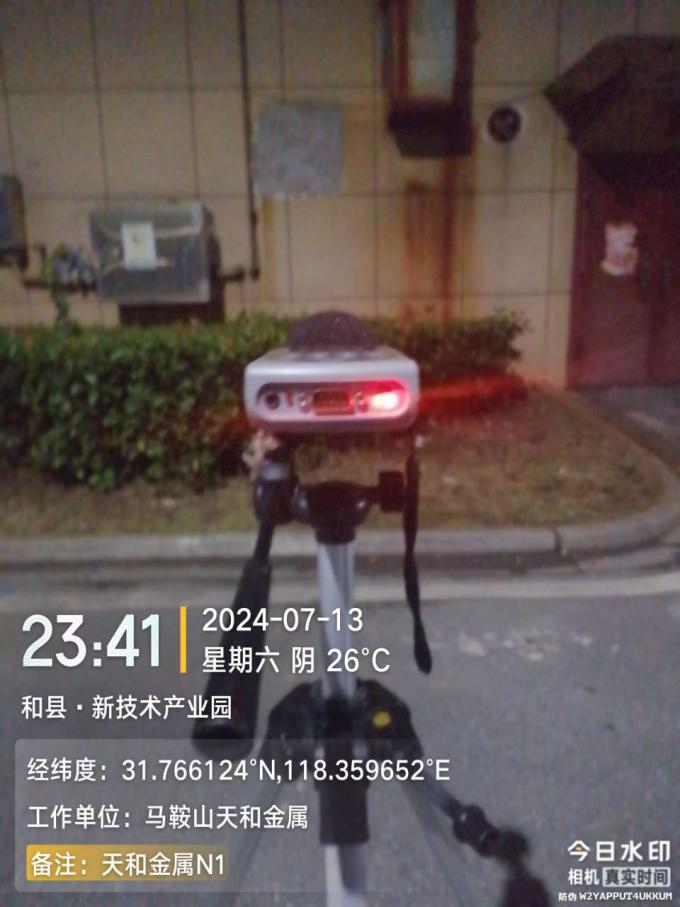 23:41
2024-07-13
星期六 阴 26°C
和县·新技术产业园
经纬度：31.766124°N,118.359652°E
工作单位：马鞍山天和金属
备注：天和金属N1
今日水印
相机 真实时间
防伪 W2YAPPUT4UKKUM